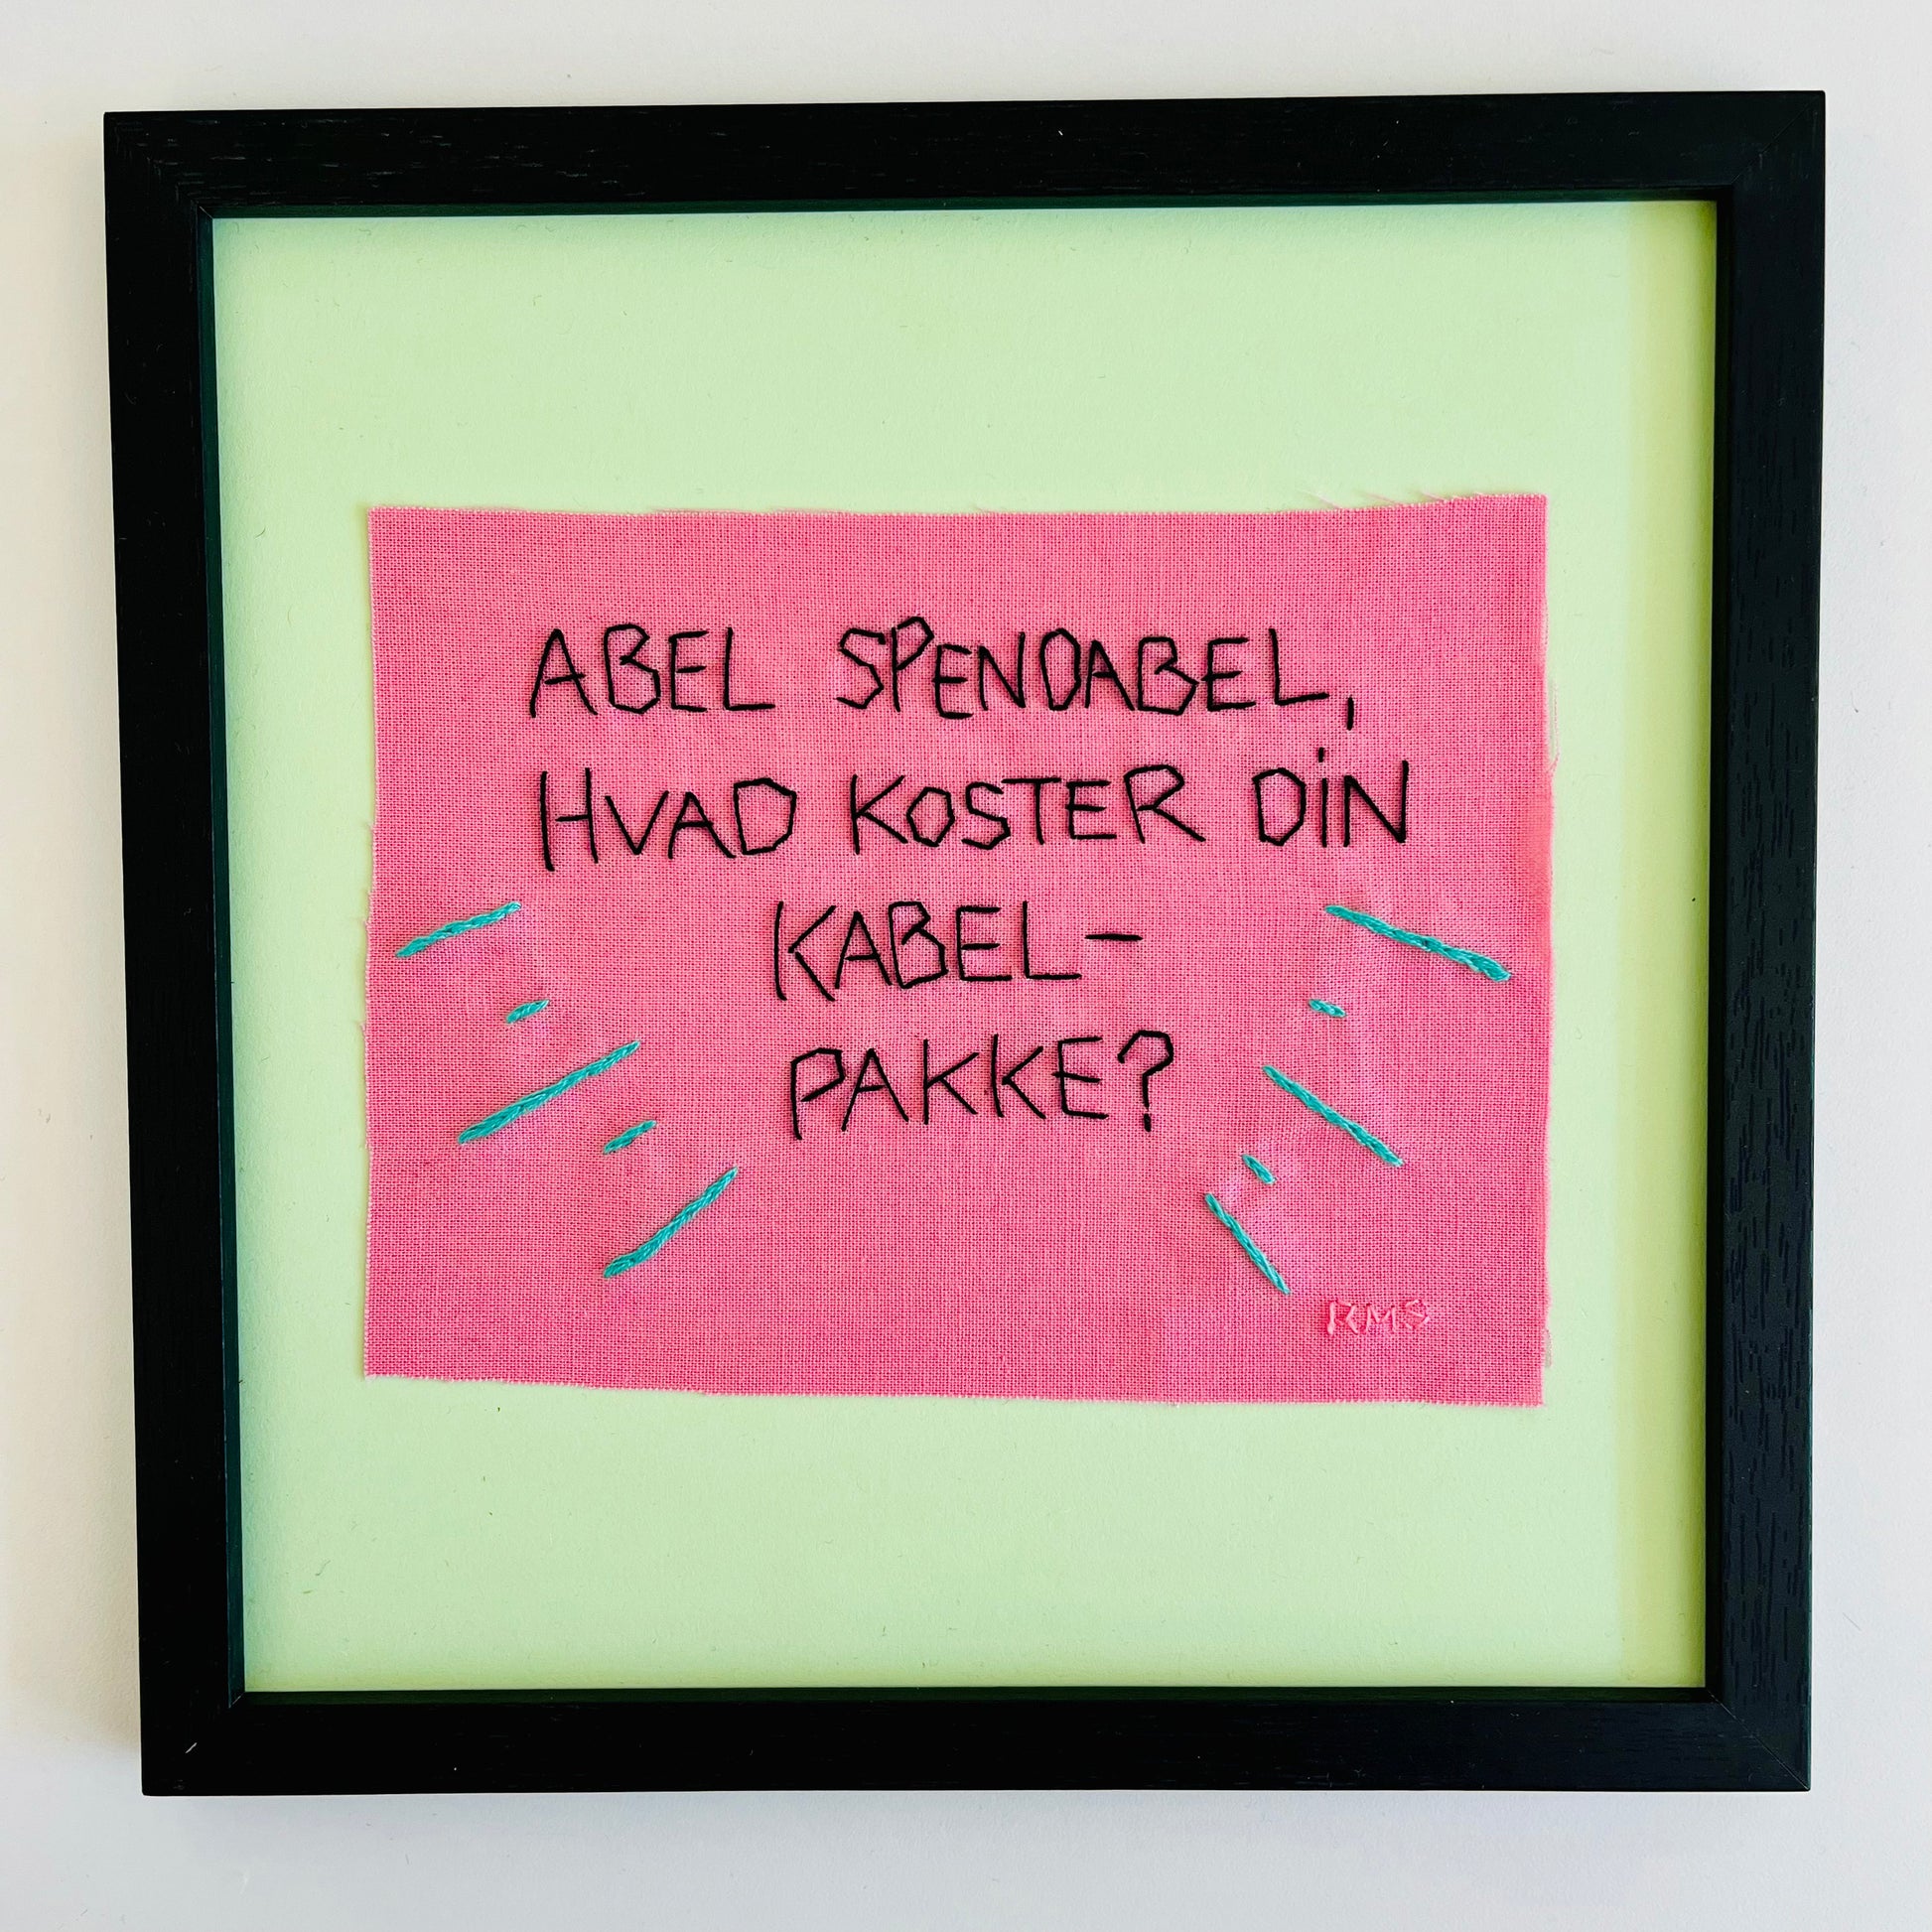 ABEL SPENDABEL,
HVAD KOSTER DIN
KABEL-
PAKKE?
RMS